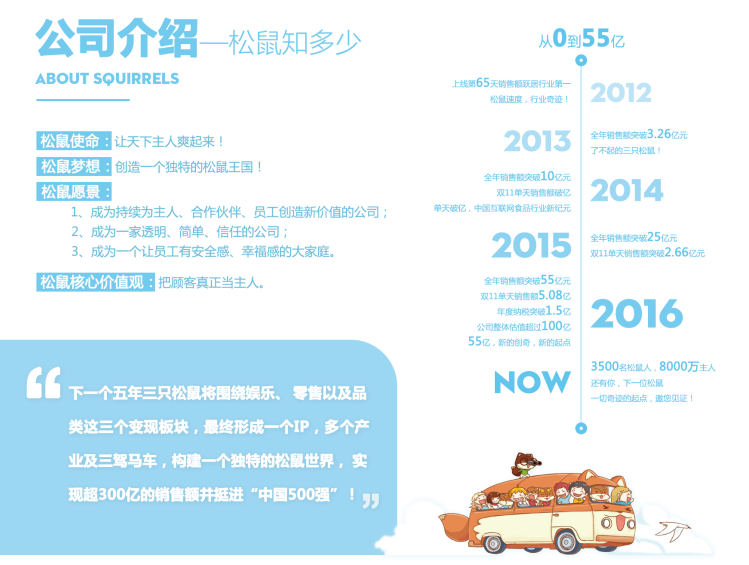 公司介绍—松鼠知多少
ABOUT SQUIRRELS
松鼠使命：让天下主人爽起来！
松鼠梦想：创造一个独特的松鼠王国！
松鼠愿景：
1、成为持续为主人、合作伙伴、员工创造新价值的公司；
2、成为一家透明、简单、信任的公司；
3、成为一个让员工有安全感、幸福感的大家庭。
松鼠核心价值观：把顾客真正当主人。
“下一个五年三只松鼠将围绕娱乐、 零售以及品
类这三个变现板块，最终形成一个IP，多个产
业及三驾马车，构建一个独特的松鼠世界， 实
现超300亿的销售额并挺进“中国500强”！”
从0到55亿
上线第65天销售额跃居行业第一
松鼠速度，行业奇迹！
2012
2013
全年销售额突破3.26亿元
了不起的三只松鼠！
全年销售额突破10亿元
双11单天销售额破亿
单天破亿，中国互联网食品行业新纪元
2014
2015
全年销售额突破25亿元
双11单天销售额突破2.66亿元
全年销售额突破55亿元
双11单天销售额5.08亿
年度纳税突破1.5亿
公司整体估值超过100亿
55亿，新的创奇，新的起点
2016
NOW
3500名松鼠人，8000万主人
还有你，下一位松鼠
一切奇迹的起点，邀您见证！